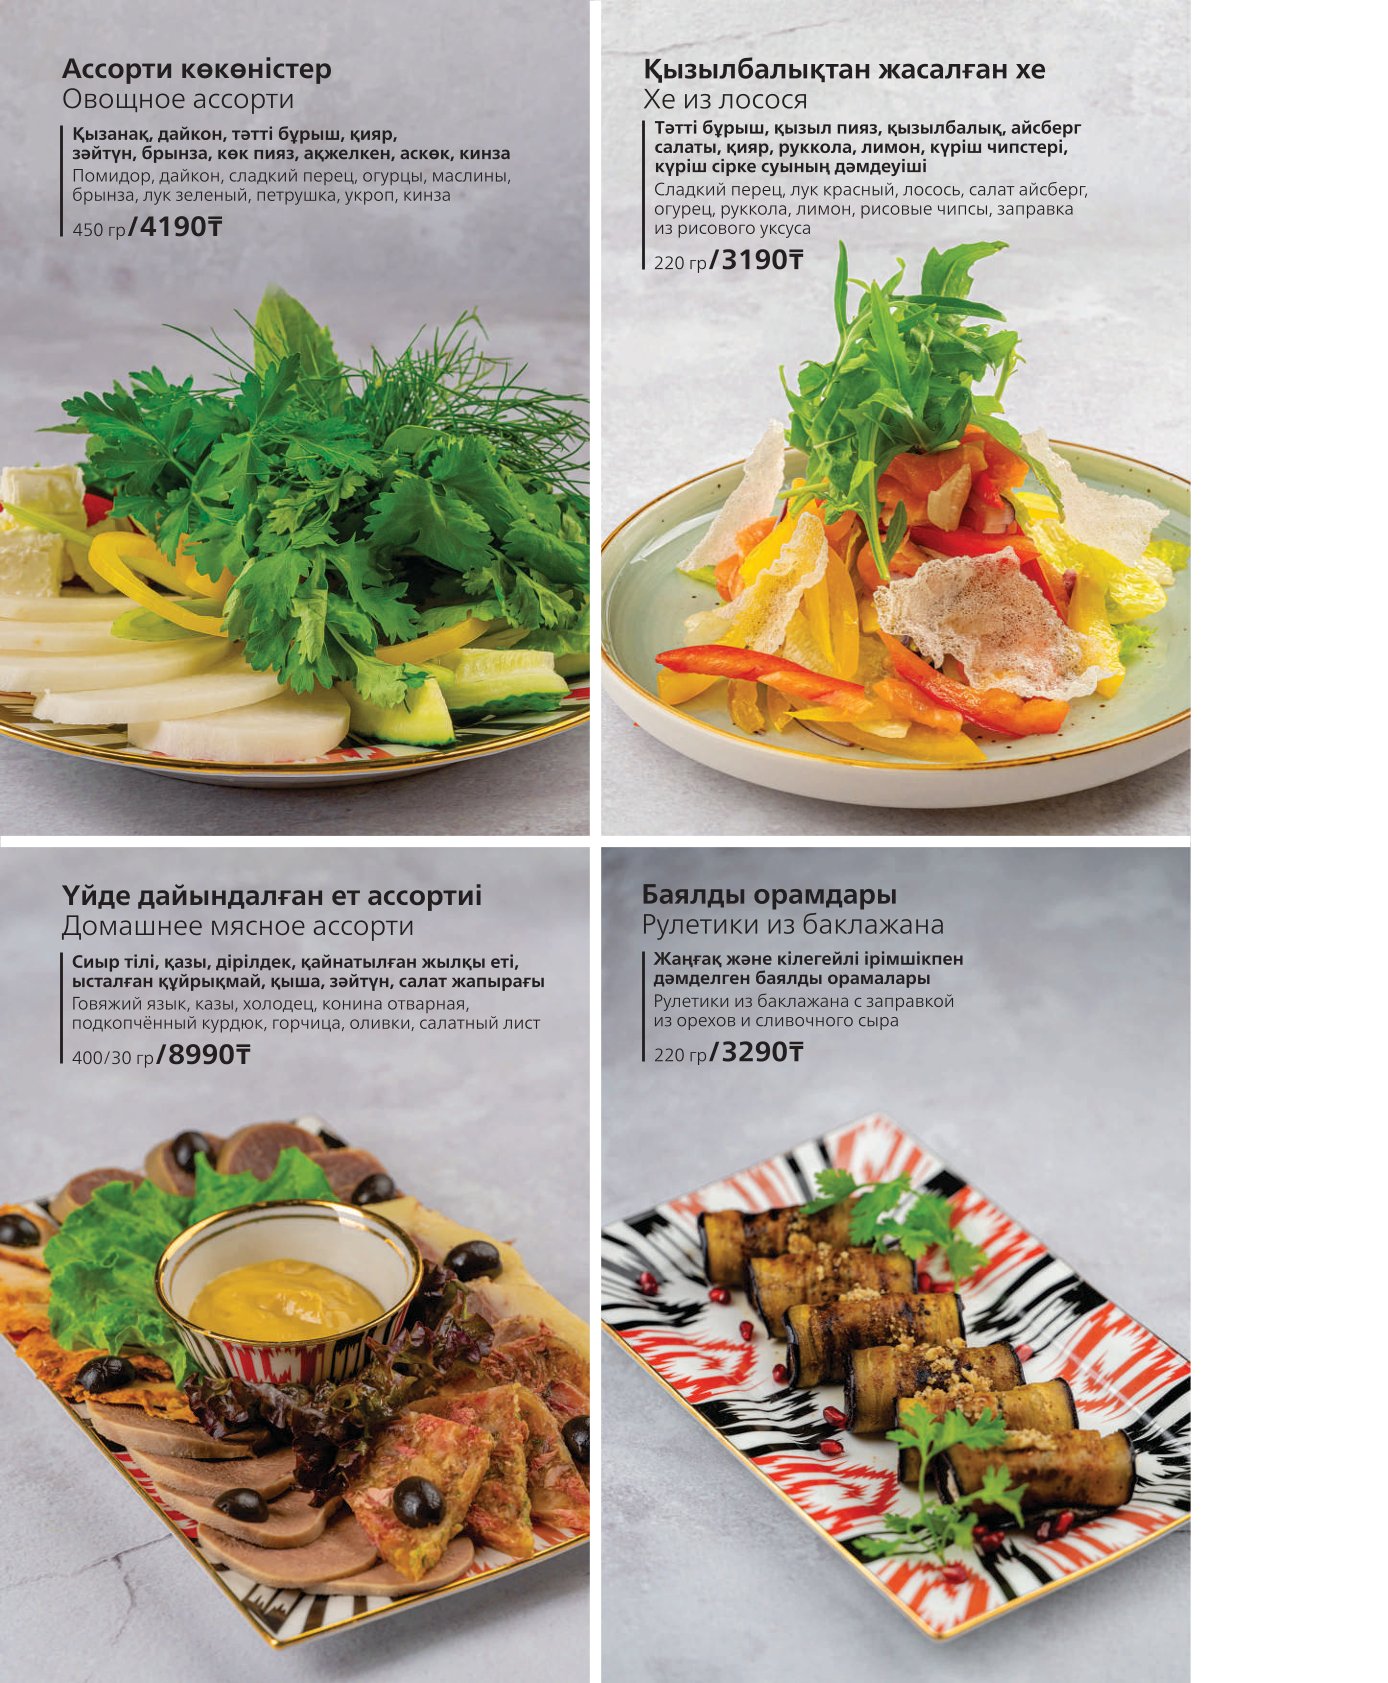 Ассорти көкөністер
Овощное ассорти
Қызанақ, дайкон, тәтті бұрыш, қияр,
зәйтүн, брынза, көк пияз, ақжелкен, аскөк, кинза
Помидор, дайкон, сладкий перец, огурцы, маслины,
брынза, лук зеленый, петрушка, укроп, кинза
450 гр/4190₸
Қызылбалықтан жасалған хе
Хе из лосося
Тәтті бұрыш, қызыл пияз, қызылбалық, айсберг
салаты, қияр, руккола, лимон, күріш чипстері,
күріш сірке суының дәмдеуіші
Сладкий перец, лук красный, лосось, салат айсберг,
огурец, руккола, лимон, рисовые чипсы, заправка
из рисового уксуса
220 гр/3190₸
Үйде дайындалған ет ассортиі
Домашнее мясное ассорти
Сиыр тілі, қазы, дірілдек, қайнатылған жылқы еті,
ысталған құйрықмай, қыша, зәйтүн, салат жапырағы
Говяжий язык, казы, холодец, конина отварная,
подкопчённый курдюк, горчица, оливки, салатный лист
400/30 гр/8990₸
Баялды орамдары
Рулетики из баклажана
Жаңғақ және кілегейлі ірімшікпен
дәмделген баялды орамалары
Рулетики из баклажана с заправкой
из орехов и сливочного сыра
220 гр/3290₸